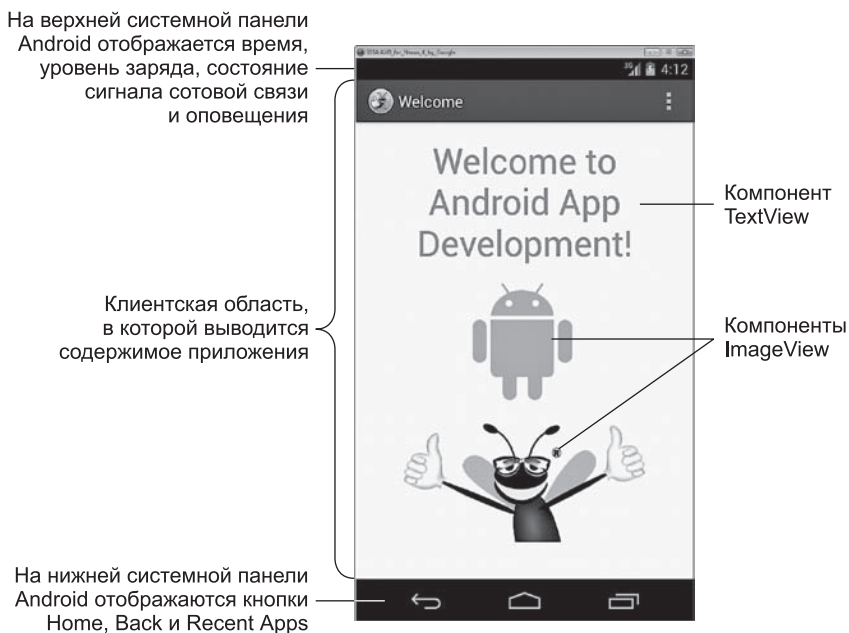 На верхней системной панели
Android отображается время,
уровень заряда, состояние
сигнала сотовой связи
и оповещения
3G 4:12
Welcome
Welcome to
Android App
Development!
Компонент
TextView
Клиентская область,
в которой выводится
содержимое приложения
Компоненты
ImageView
На нижней системной панели
Android отображаются кнопки
Home, Back и Recent Apps